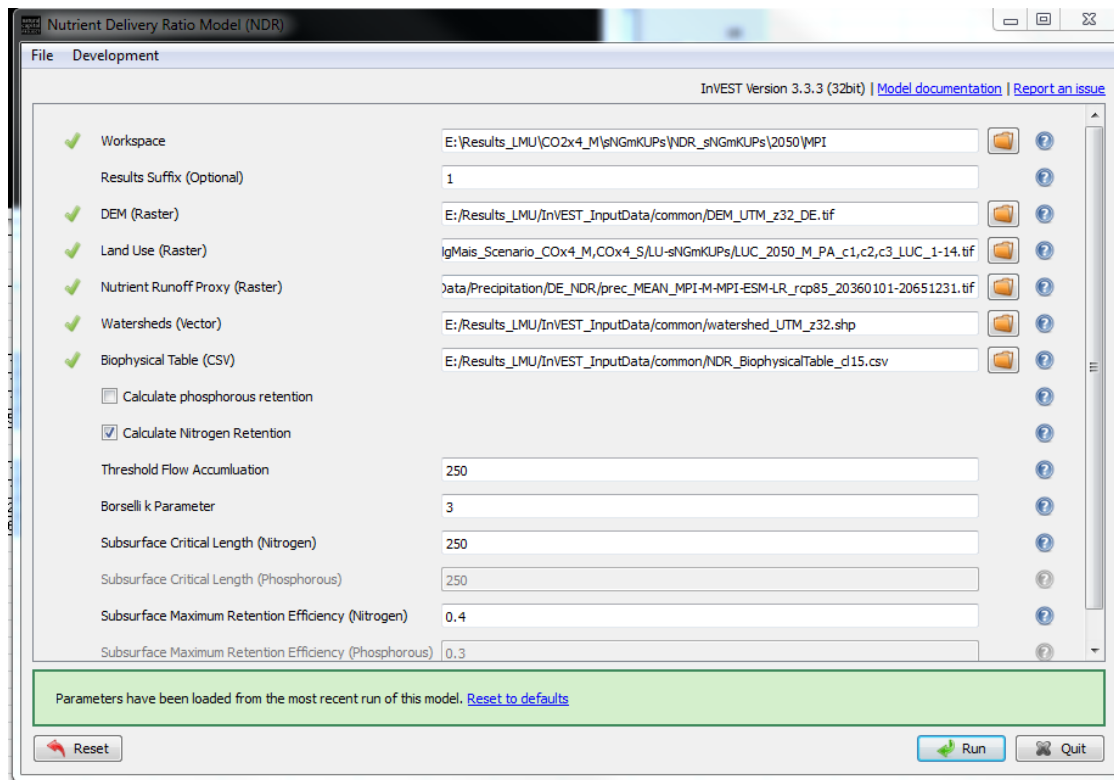 Nutrient Delivery Ratio Model (NDR)
File Development
InVEST Version 3.3.3 (32bit) | Model documentation | Report an issue
Workspace E:\Results_LMU\CO2x4_M\sNGmKUPs\NDR_sNGmKUPs\2050\MPI
Results Suffix (Optional) 1
DEM (Raster) E:/Results_LMU/InVEST_InputData/common/DEM_UTM_z32_DE.tif
Land Use (Raster) lgMais_Scenario_COx4_M,COx4_S/LU-sNGmKUPs/LUC_2050_M_PA_c1,c2,c3_LUC_1-14.tif
Nutrient Runoff Proxy (Raster) Data/Precipitation/DE_NDR/prec_MEAN_MPI-M-MPI-ESM-LR_rcp85_20360101-20651231.tif
Watersheds (Vector) E:/Results_LMU/InVEST_InputData/common/watershed_UTM_z32.shp
Biophysical Table (CSV) E:/Results_LMU/InVEST_InputData/common/NDR_BiophysicalTable_cl15.csv
Calculate phosphorous retention
Calculate Nitrogen Retention
Threshold Flow Accumluation 250
Borselli k Parameter 3
Subsurface Critical Length (Nitrogen) 250
Subsurface Critical Length (Phosphorous) 250
Subsurface Maximum Retention Efficiency (Nitrogen) 0.4
Subsurface Maximum Retention Efficiency (Phosphorous) 0.3
Parameters have been loaded from the most recent run of this model. Reset to defaults
Reset Run Quit